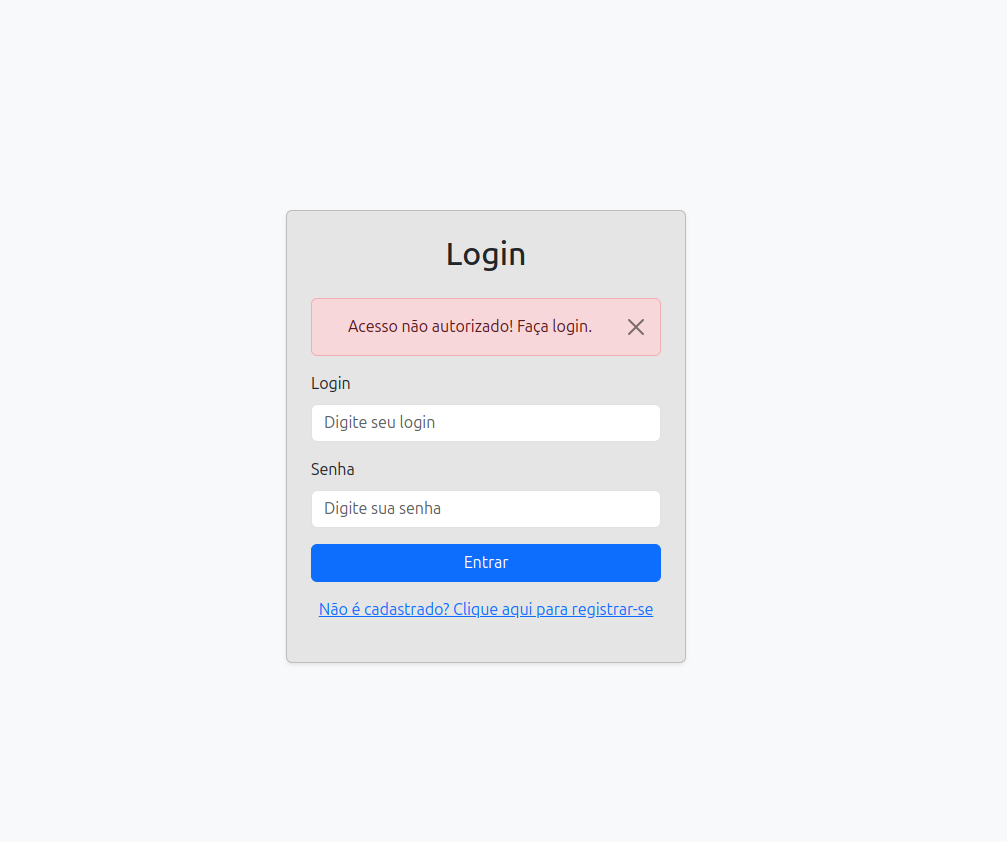 Login
Acesso não autorizado! Faça login.
Login
Digite seu login
Senha
Digite sua senha
Entrar
Não é cadastrado? Clique aqui para registrar-se